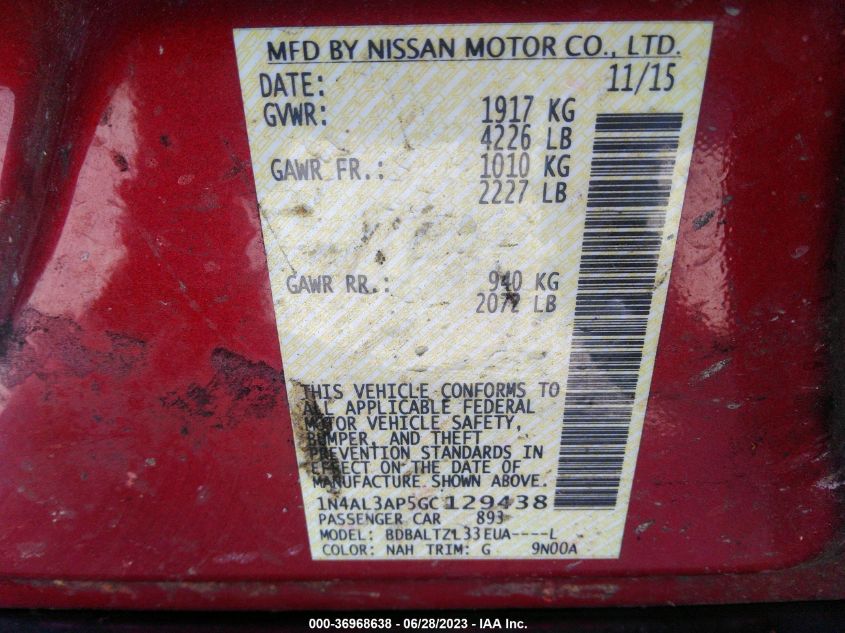 MFD BY NISSAN MOTOR CO., LTD.
DATE: 11/15
GVWR: 1917 KG
4226 LB
GAWR FR.: 1010 KG
2227 LB
GAWR RR.: 940 KG
2072 LB
THIS VEHICLE CONFORMS TO
ALL APPLICABLE FEDERAL
MOTOR VEHICLE SAFETY,
BUMPER, AND THEFT
PREVENTION STANDARDS IN
EFFECT ON THE DATE OF
MANUFACTURE SHOWN ABOVE.
1N4AL3AP5GC129438
PASSENGER CAR 893
MODEL: BDBALTZL33EUA----L
COLOR: NAH TRIM: G 9N00A
000-36968638 - 06/28/2023 - IAA Inc.